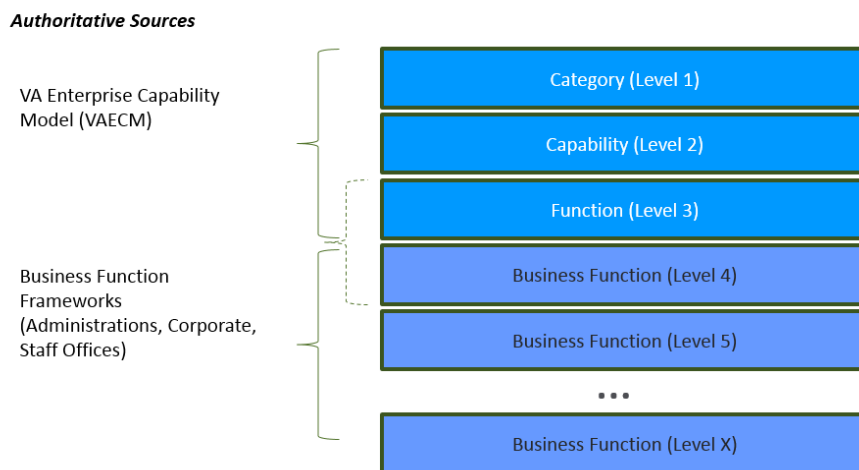 Authoritative Sources
VA Enterprise Capability
Model (VAECM)
Category (Level 1)
Capability (Level 2)
Function (Level 3)
Business Function
Frameworks
(Administrations, Corporate,
Staff Offices)
Business Function (Level 4)
Business Function (Level 5)
...
Business Function (Level X)